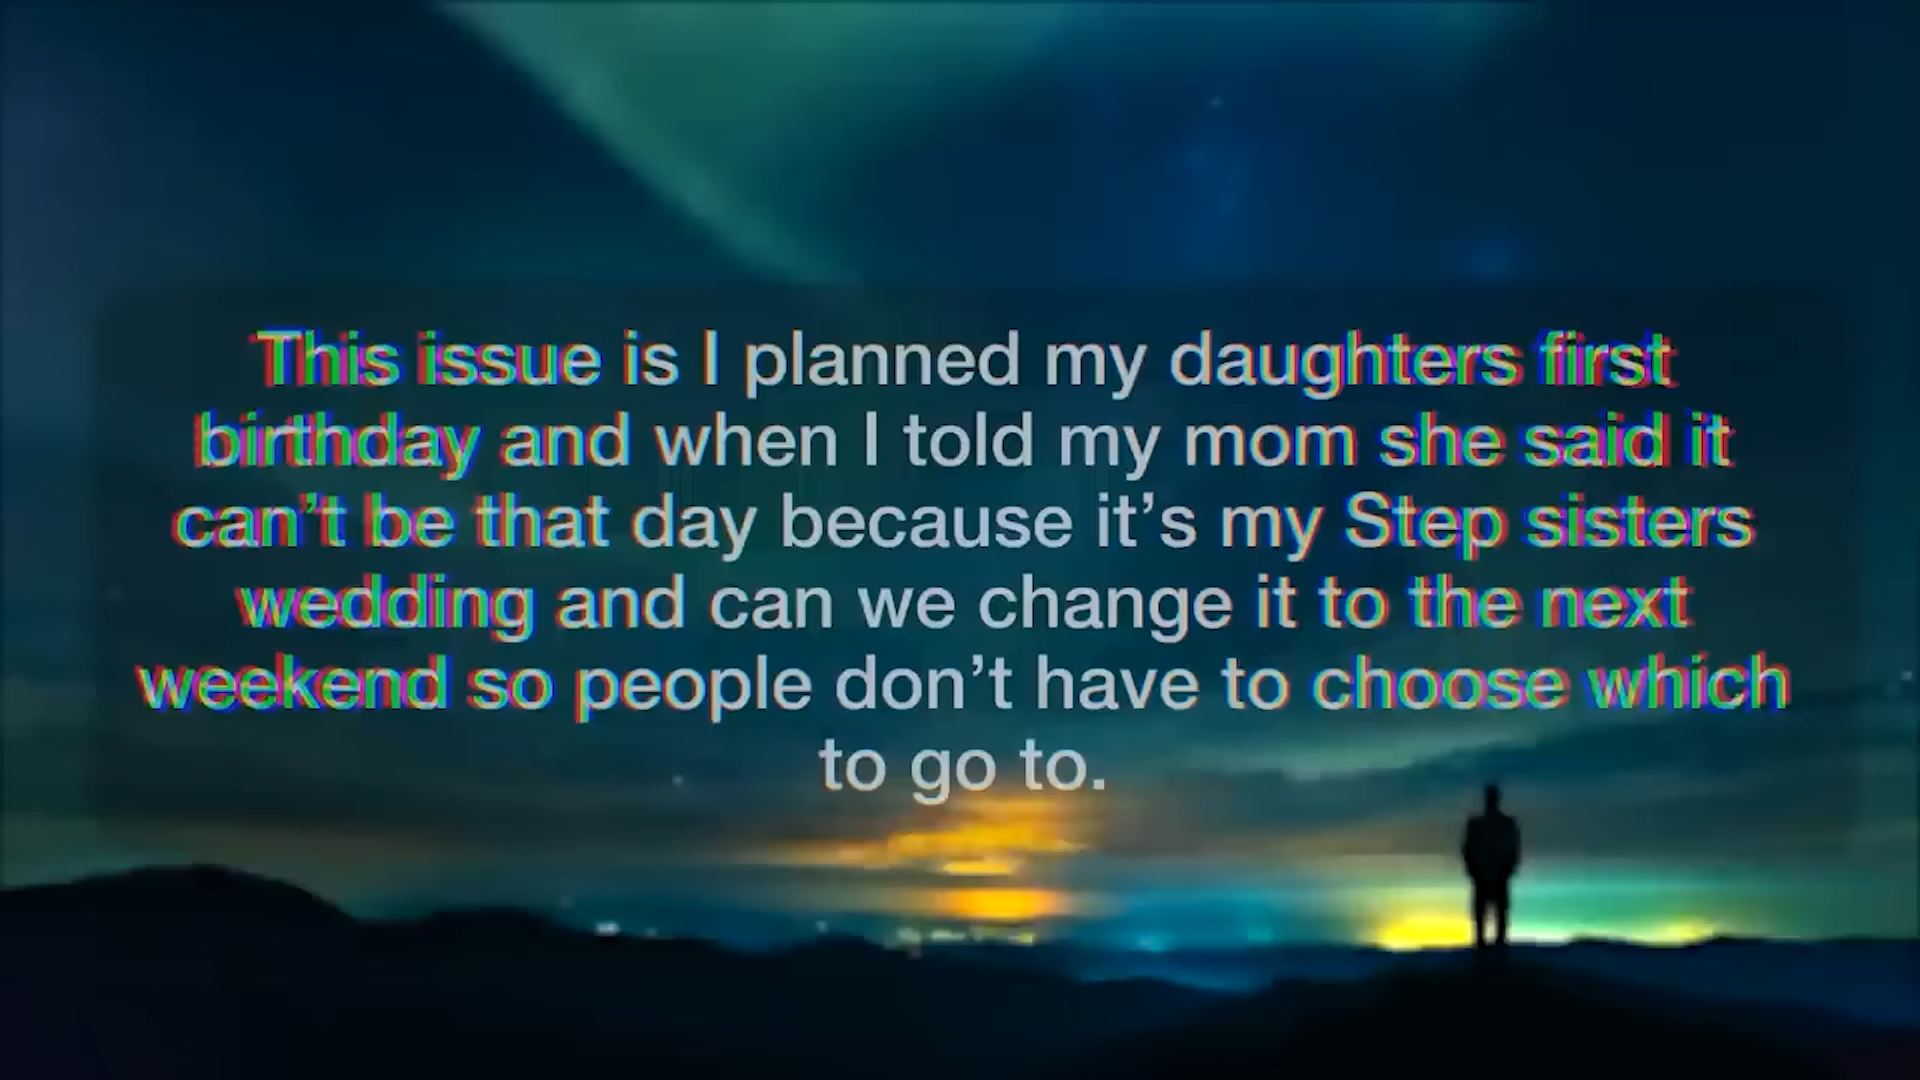 This issue is I planned my daughters first
birthday and when I told my mom she said it
can’t be that day because it’s my Step sisters
wedding and can we change it to the next
weekend so people don’t have to choose which
to go to.